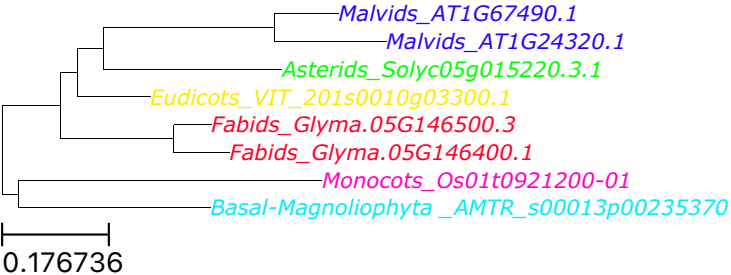 Malvids_AT1G67490.1
Malvids_AT1G24320.1
Asterids_Solyc05g015220.3.1
Eudicots_VIT_201s0010g03300.1
Fabids_Glyma.05G146500.3
Fabids_Glyma.05G146400.1
Monocots_Os01t0921200-01
Basal-Magnoliophyta _AMTR_s00013p00235370
0.176736